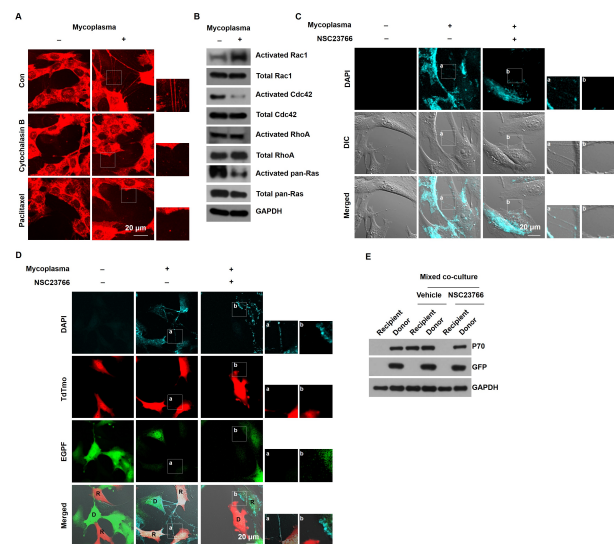 A
Mycoplasma
– +
Con
Cytochalasin B
Paclitaxel
20 μm
B
Mycoplasma
– +
Activated Rac1
Total Rac1
Activated Cdc42
Total Cdc42
Activated RhoA
Total RhoA
Activated pan-Ras
Total pan-Ras
GAPDH
C
Mycoplasma – + +
NSC23766 – – +
DAPI
a b a b
DIC
a b a b
Merged
a b a b
20 μm
D
Mycoplasma – + +
NSC23766 – – +
DAPI
a b a b
TdTmo
a b a b
EGPF
a b a b
Merged
R D R D R R a b R D a b
20 μm
E
Mixed co-culture
Vehicle NSC23766
Recipient Donor Recipient Donor Recipient Donor
P70
GFP
GAPDH